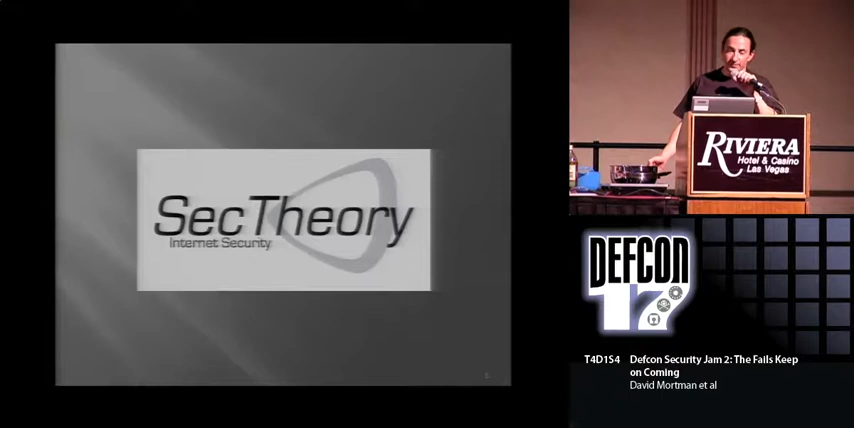 SecTheory
Internet Security
RIVIERA
Hotel & Casino
Las Vegas
DEFCON
17
T4D1S4 Defcon Security Jam 2: The Fails Keep
on Coming
David Mortman et al